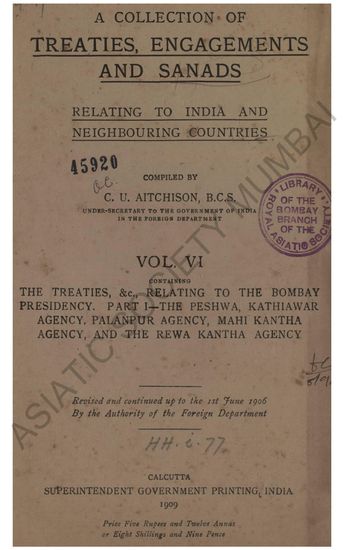 A COLLECTION OF
TREATIES, ENGAGEMENTS
AND SANADS
RELATING TO INDIA AND
NEIGHBOURING COUNTRIES
45920
COMPILED BY
C. U. AITCHISON, B.C.S.
UNDER-SECRETARY TO THE GOVERNMENT OF INDIA
IN THE FOREIGN DEPARTMENT
LIBRARY
OF THE
BOMBAY
BRANCH
OF THE
ROYAL ASIATIC SOCIETY
VOL. VI
CONTAINING
THE TREATIES, &c., RELATING TO THE BOMBAY
PRESIDENCY. PART I—THE PESHWA, KATHIAWAR
AGENCY. PALANPUR AGENCY, MAHI KANTHA
AGENCY, AND THE REWA KANTHA AGENCY
Revised and continued up to the 1st June 1906
By the Authority of the Foreign Department
HH.i.77.
CALCUTTA
SUPERINTENDENT GOVERNMENT PRINTING, INDIA
1909
Price Five Rupees and Twelve Annas
or Eight Shillings and Nine Pence
ASIATIC SOCIETY MUMBAI